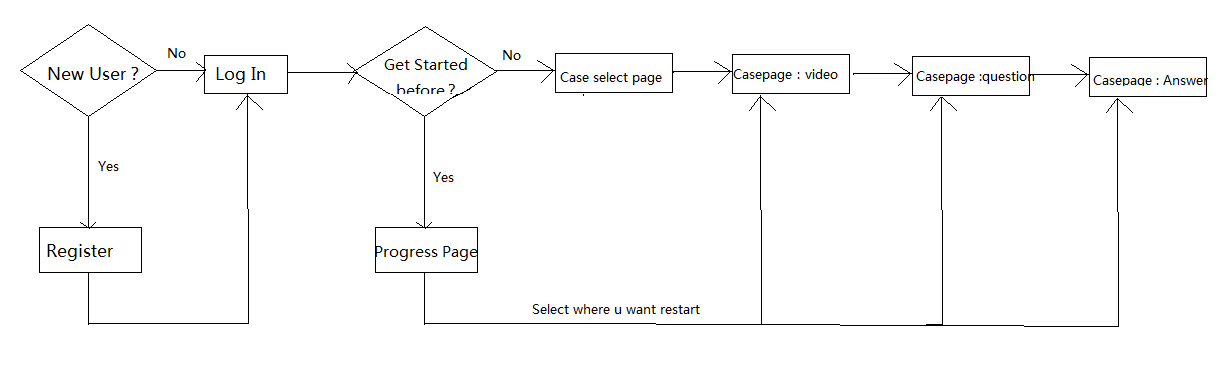 New User？
No
Log In
Get Started
before？
No
Case select page
Casepage：video
Casepage :question
Casepage：Answer
Yes
Yes
Register
Progress Page
Select where u want restart